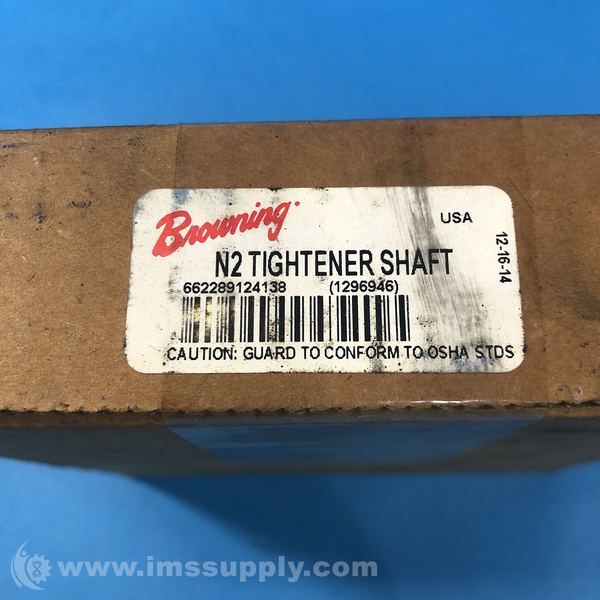 Browning.
USA
12-16-14
N2 TIGHTENER SHAFT
662289124138 (1296946)
CAUTION: GUARD TO CONFORM TO OSHA STDS
www.imssupply.com